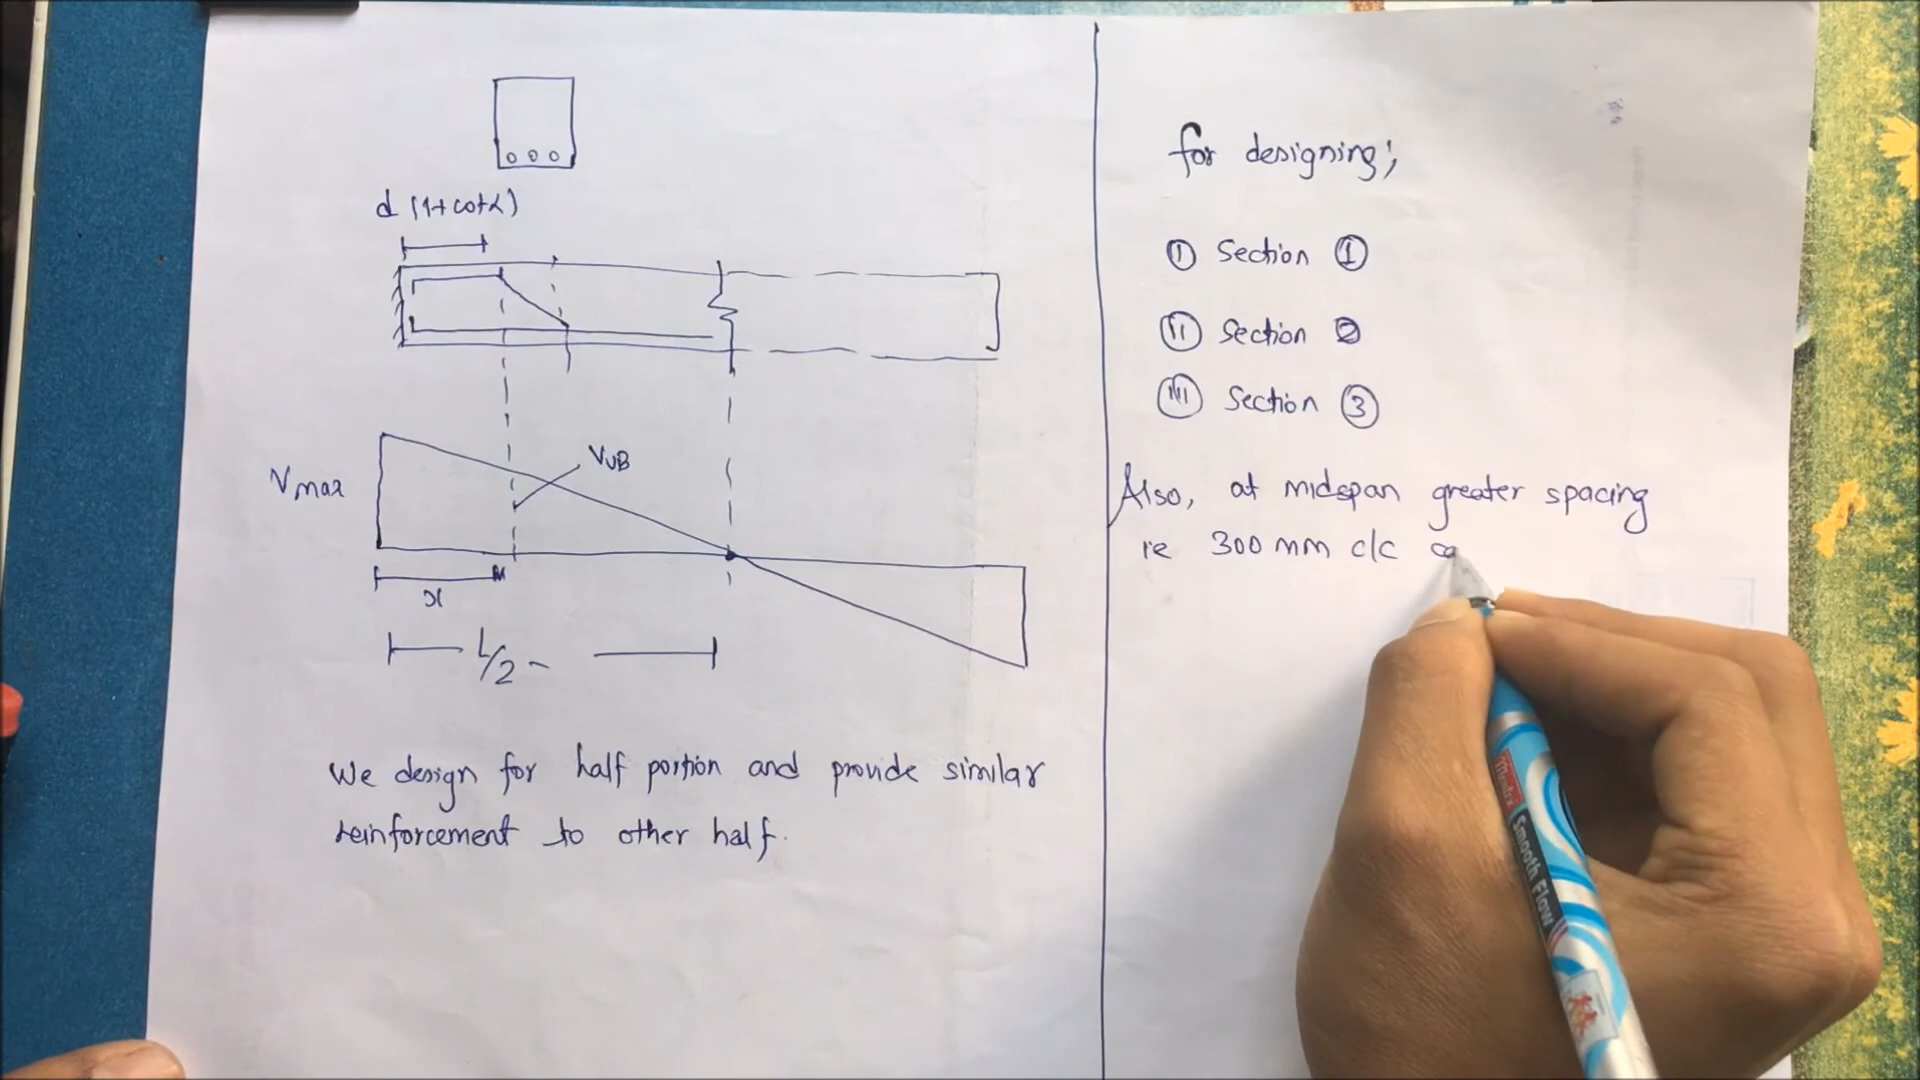 d (1+cotα)
Vmax
VUB
x
L/2
We design for half portion and provide similar
reinforcement to other half.
for designing;
(I) Section (1)
(II) Section (2)
(III) Section (3)
Also, at midspan greater spacing
ie 300 mm c/c ca
Smooth Flow